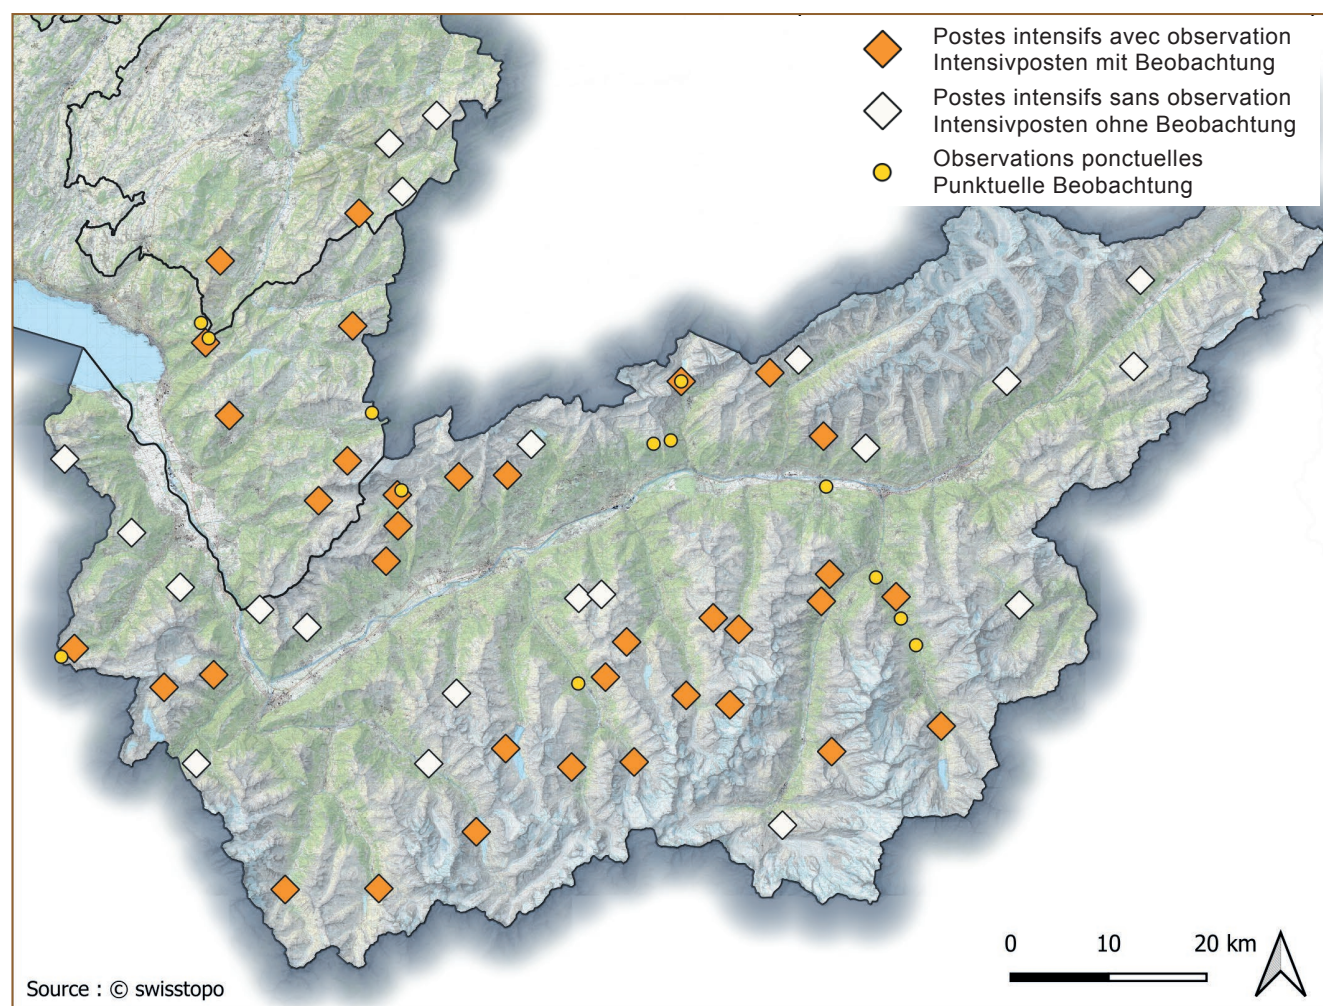 Postes intensifs avec observation
Intensivposten mit Beobachtung
Postes intensifs sans observation
Intensivposten ohne Beobachtung
Observations ponctuelles
Punktuelle Beobachtung
0 10 20 km
Source : © swisstopo